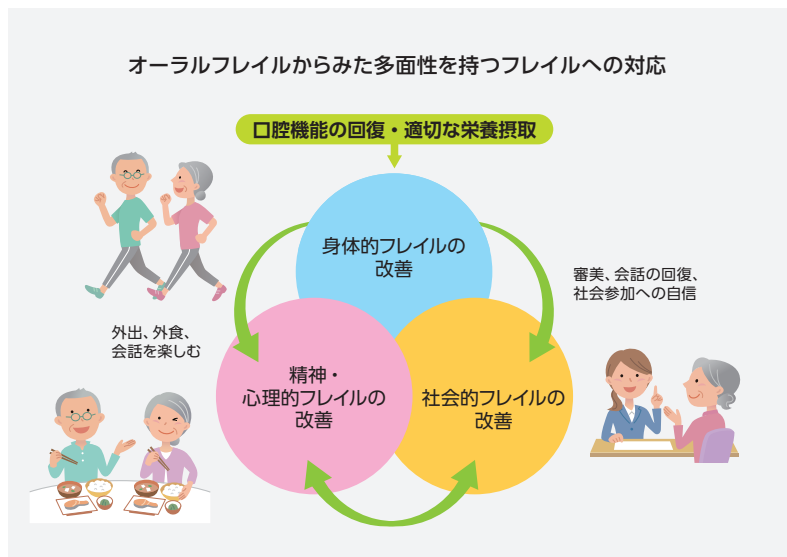 オーラルフレイルからみた多面性を持つフレイルへの対応
口腔機能の回復・適切な栄養摂取
身体的フレイルの
改善
審美、会話の回復、
社会参加への自信
外出、外食、
会話を楽しむ
精神・
心理的フレイルの
改善
社会的フレイルの
改善